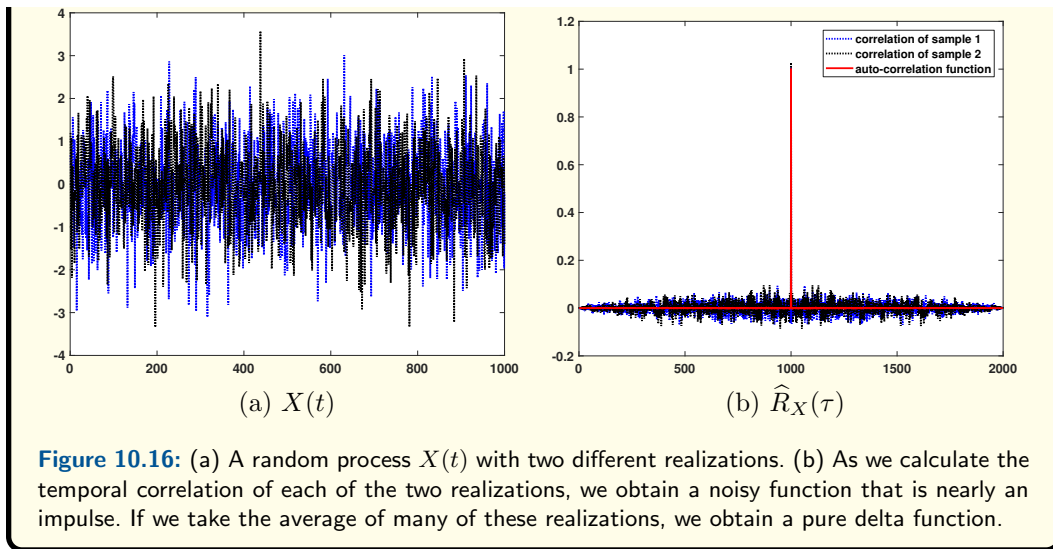 4
3
2
1
0
-1
-2
-3
-4
0 200 400 600 800 1000
(a) X(t)
1.2
1
0.8
0.6
0.4
0.2
0
-0.2
0 500 1000 1500 2000
correlation of sample 1
correlation of sample 2
auto-correlation function
(b) R̂_X(τ)
Figure 10.16: (a) A random process X(t) with two different realizations. (b) As we calculate the
temporal correlation of each of the two realizations, we obtain a noisy function that is nearly an
impulse. If we take the average of many of these realizations, we obtain a pure delta function.